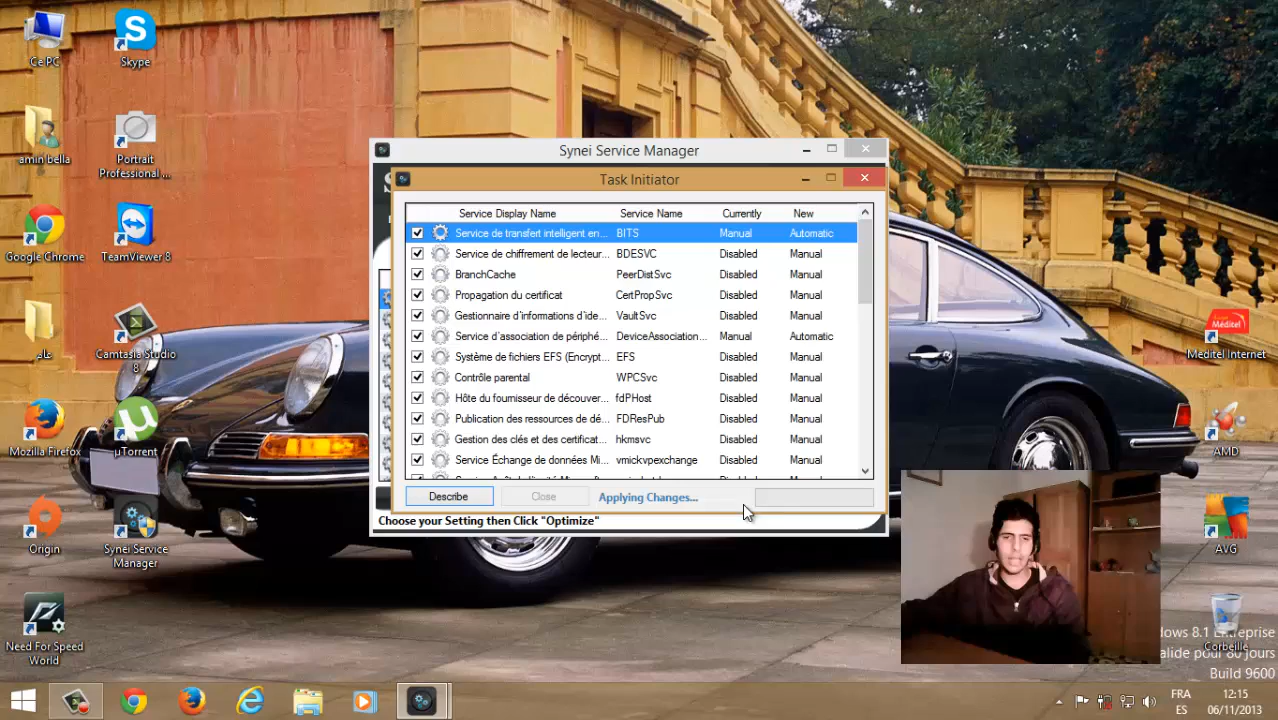 Ce PC
Skype
amin bella
Portrait
Professional ...
Google Chrome
TeamViewer 8
عام
Camtasia Studio
8
Mozilla Firefox
µTorrent
Origin
Synei Service
Manager
Need For Speed
World
Synei Service Manager
Task Initiator
Service Display Name Service Name Currently New
Service de transfert intelligent en... BITS Manual Automatic
Service de chiffrement de lecteur... BDESVC Disabled Manual
BranchCache PeerDistSvc Disabled Manual
Propagation du certificat CertPropSvc Disabled Manual
Gestionnaire d'informations d'ide... VaultSvc Disabled Manual
Service d'association de périphé... DeviceAssociation... Manual Automatic
Système de fichiers EFS (Encrypt... EFS Disabled Manual
Contrôle parental WPCSvc Disabled Manual
Hôte du fournisseur de découver... fdPHost Disabled Manual
Publication des ressources de dé... FDResPub Disabled Manual
Gestion des clés et des certificat... hkmsvc Disabled Manual
Service Échange de données Mi... vmickvpexchange Disabled Manual
Describe Close Applying Changes...
Choose your Setting then Click "Optimize"
Méditel
Meditel Internet
AMD
AVG
Corbeille
Build 9600
FRA
ES
12:15
06/11/2013